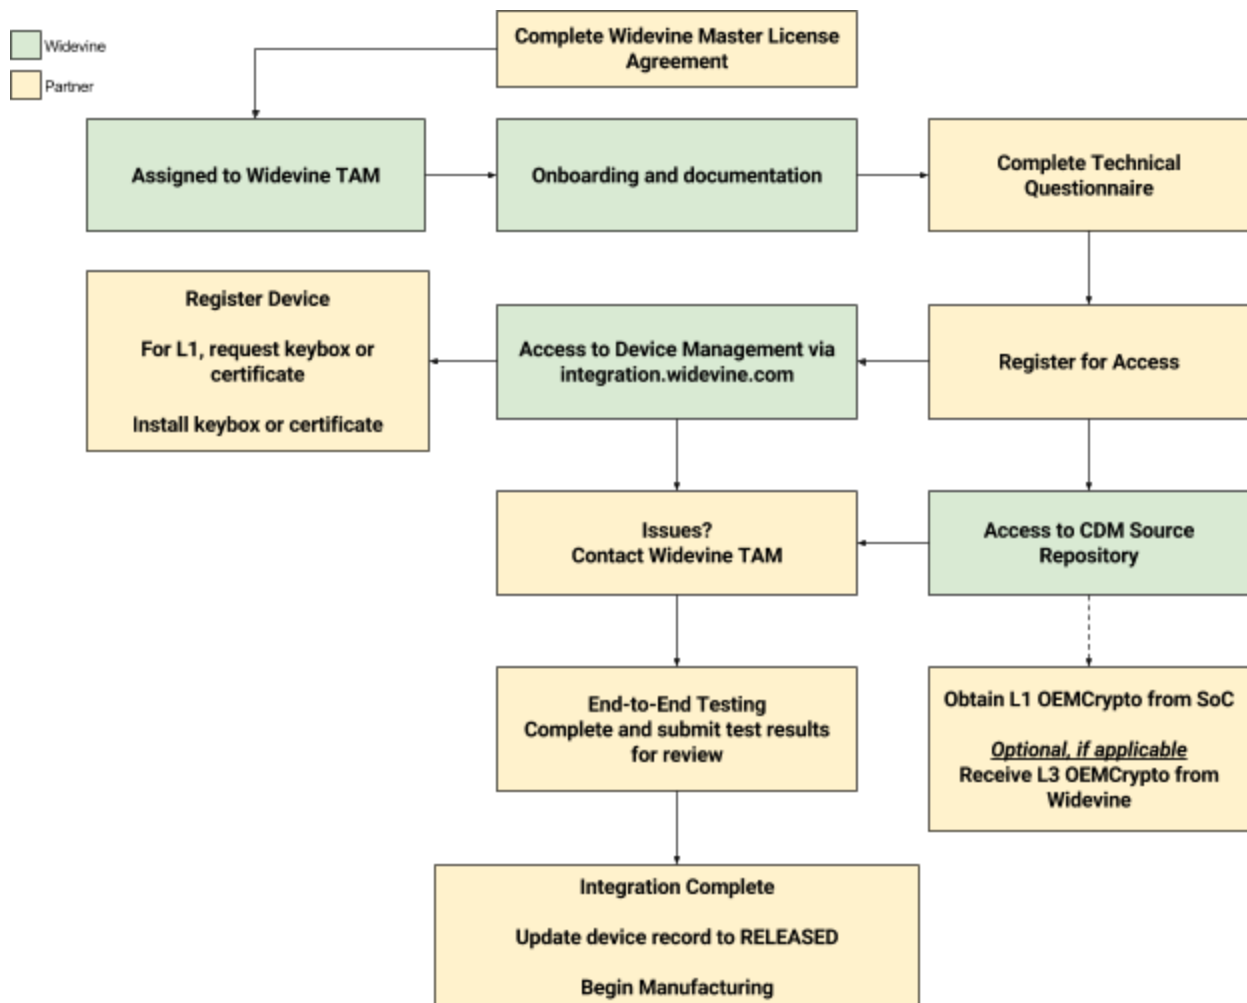 Widevine
Partner
Complete Widevine Master License
Agreement
Assigned to Widevine TAM
Onboarding and documentation
Complete Technical
Questionnaire
Register Device
For L1, request keybox or
certificate
Install keybox or certificate
Access to Device Management via
integration.widevine.com
Register for Access
Issues?
Contact Widevine TAM
Access to CDM Source
Repository
End-to-End Testing
Complete and submit test results
for review
Obtain L1 OEMCrypto from SoC
Optional, if applicable
Receive L3 OEMCrypto from
Widevine
Integration Complete
Update device record to RELEASED
Begin Manufacturing